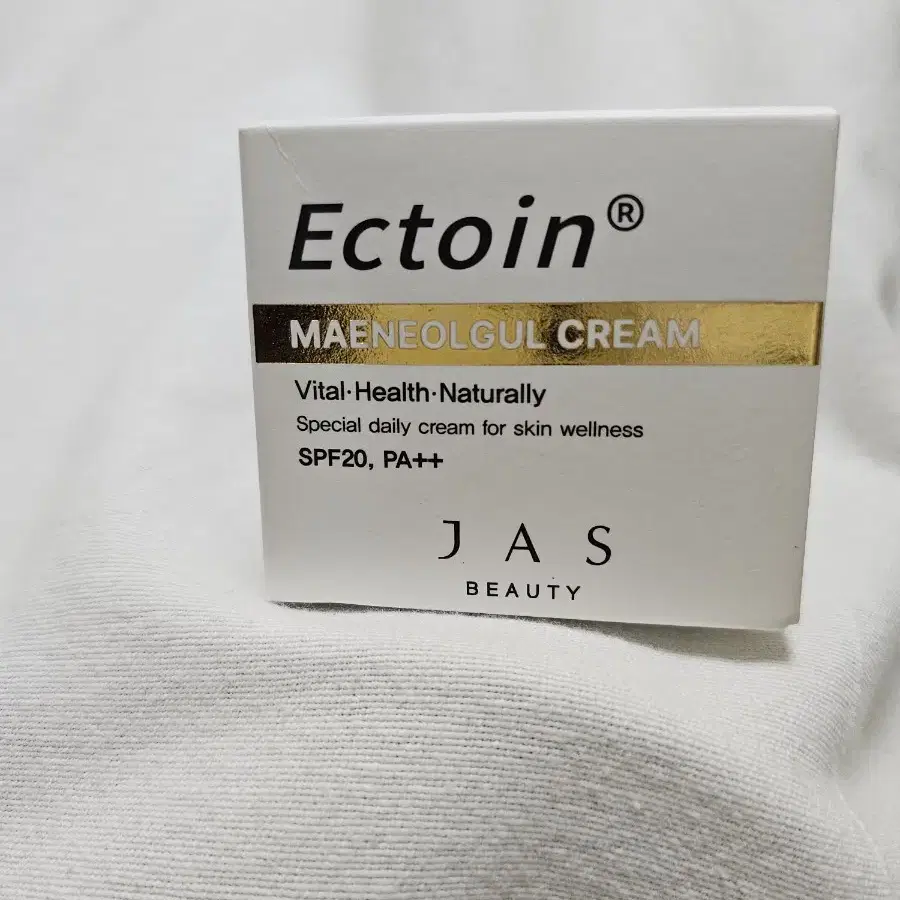 Ectoin®
MAENEOLGUL CREAM
Vital·Health·Naturally
Special daily cream for skin wellness
SPF20, PA++
JAS
BEAUTY